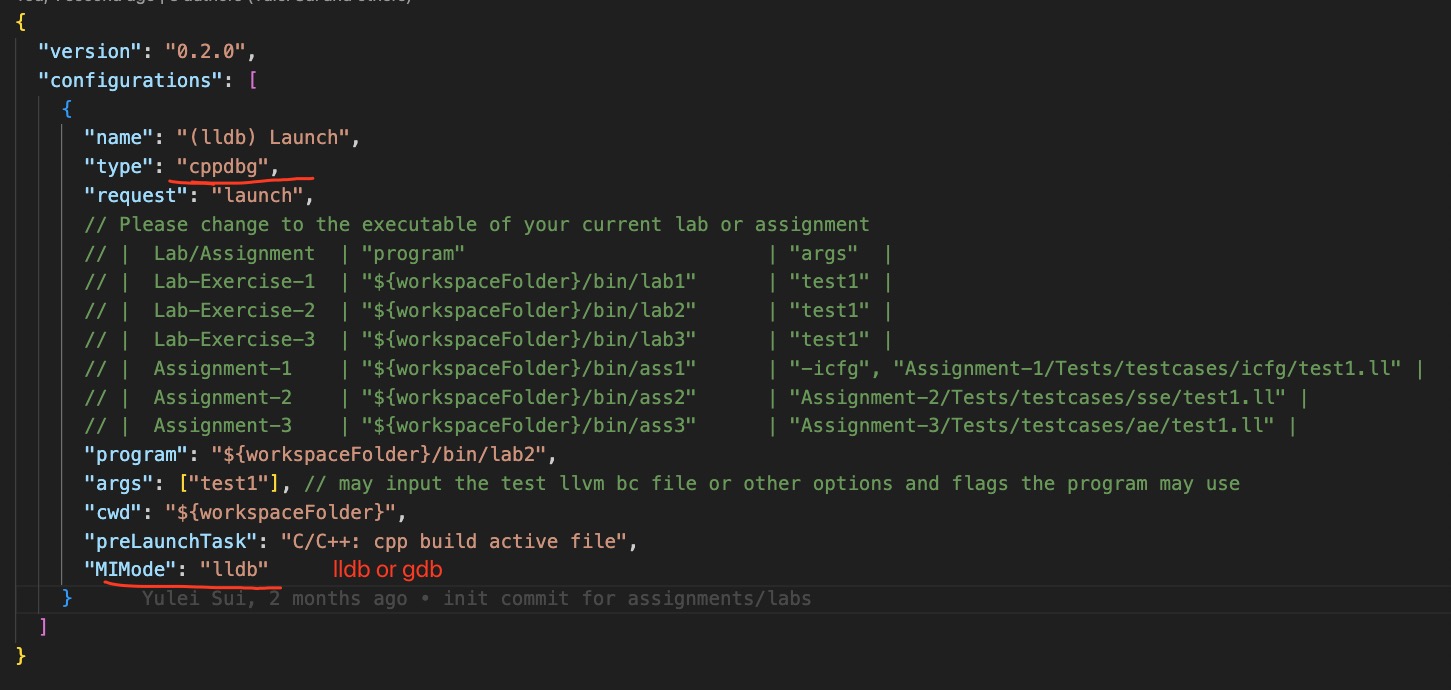 {
"version": "0.2.0",
"configurations": [
{
"name": "(lldb) Launch",
"type": "cppdbg",
"request": "launch",
// Please change to the executable of your current lab or assignment
// |  Lab/Assignment  | "program"                          | "args"  |
// |  Lab-Exercise-1  | "${workspaceFolder}/bin/lab1"      | "test1" |
// |  Lab-Exercise-2  | "${workspaceFolder}/bin/lab2"      | "test1" |
// |  Lab-Exercise-3  | "${workspaceFolder}/bin/lab3"      | "test1" |
// |  Assignment-1    | "${workspaceFolder}/bin/ass1"      | "-icfg", "Assignment-1/Tests/testcases/icfg/test1.ll" |
// |  Assignment-2    | "${workspaceFolder}/bin/ass2"      | "Assignment-2/Tests/testcases/sse/test1.ll" |
// |  Assignment-3    | "${workspaceFolder}/bin/ass3"      | "Assignment-3/Tests/testcases/ae/test1.ll" |
"program": "${workspaceFolder}/bin/lab2",
"args": ["test1"], // may input the test llvm bc file or other options and flags the program may use
"cwd": "${workspaceFolder}",
"preLaunchTask": "C/C++: cpp build active file",
"MIMode": "lldb" lldb or gdb
} Yulei Sui, 2 months ago • init commit for assignments/labs
]
}